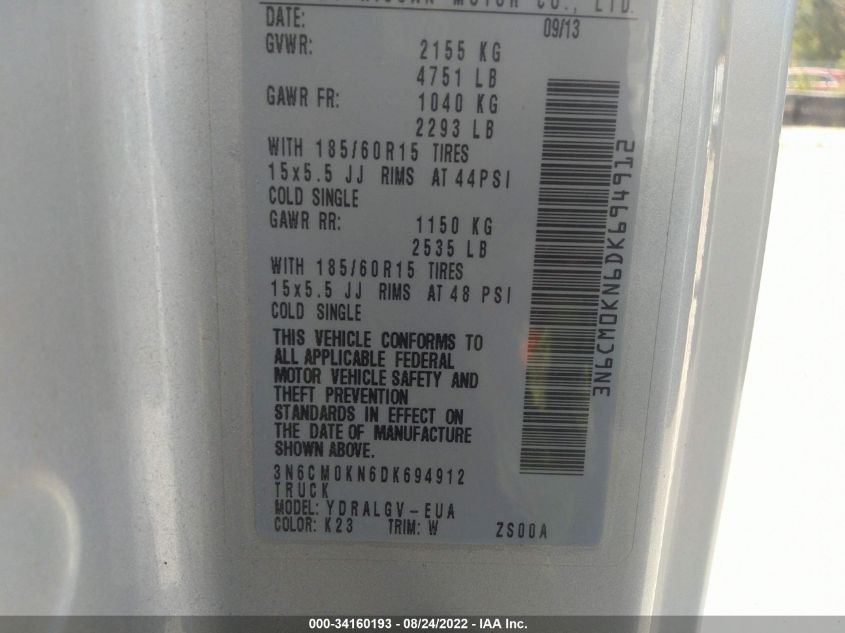 MOTOR CO., LTD.
DATE: 09/13
GVWR: 2155 KG
4751 LB
GAWR FR: 1040 KG
2293 LB
WITH 185/60R15 TIRES
15x5.5 JJ RIMS AT 44PSI
COLD SINGLE
GAWR RR: 1150 KG
2535 LB
WITH 185/60R15 TIRES
15x5.5 JJ RIMS AT 48 PSI
COLD SINGLE
THIS VEHICLE CONFORMS TO
ALL APPLICABLE FEDERAL
MOTOR VEHICLE SAFETY AND
THEFT PREVENTION
STANDARDS IN EFFECT ON
THE DATE OF MANUFACTURE
SHOWN ABOVE.
3N6CM0KN6DK694912
TRUCK
MODEL: YDRALGV-EUA
COLOR: K23 TRIM: W ZS00A
3N6CM0KN6DK694912
000-34160193 - 08/24/2022 - IAA Inc.